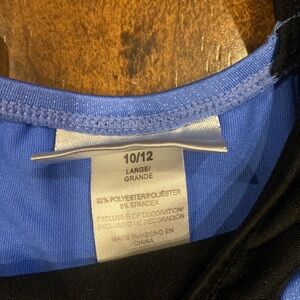 10/12
LARGE/
GRANDE
92% POLYESTER/POLIÉSTER
8% SPANDEX
EXCLUSIVE OF DECORATION/
EXCLUSIVO DE DECORACIÓN
MADE IN/HECHO EN
CHINA